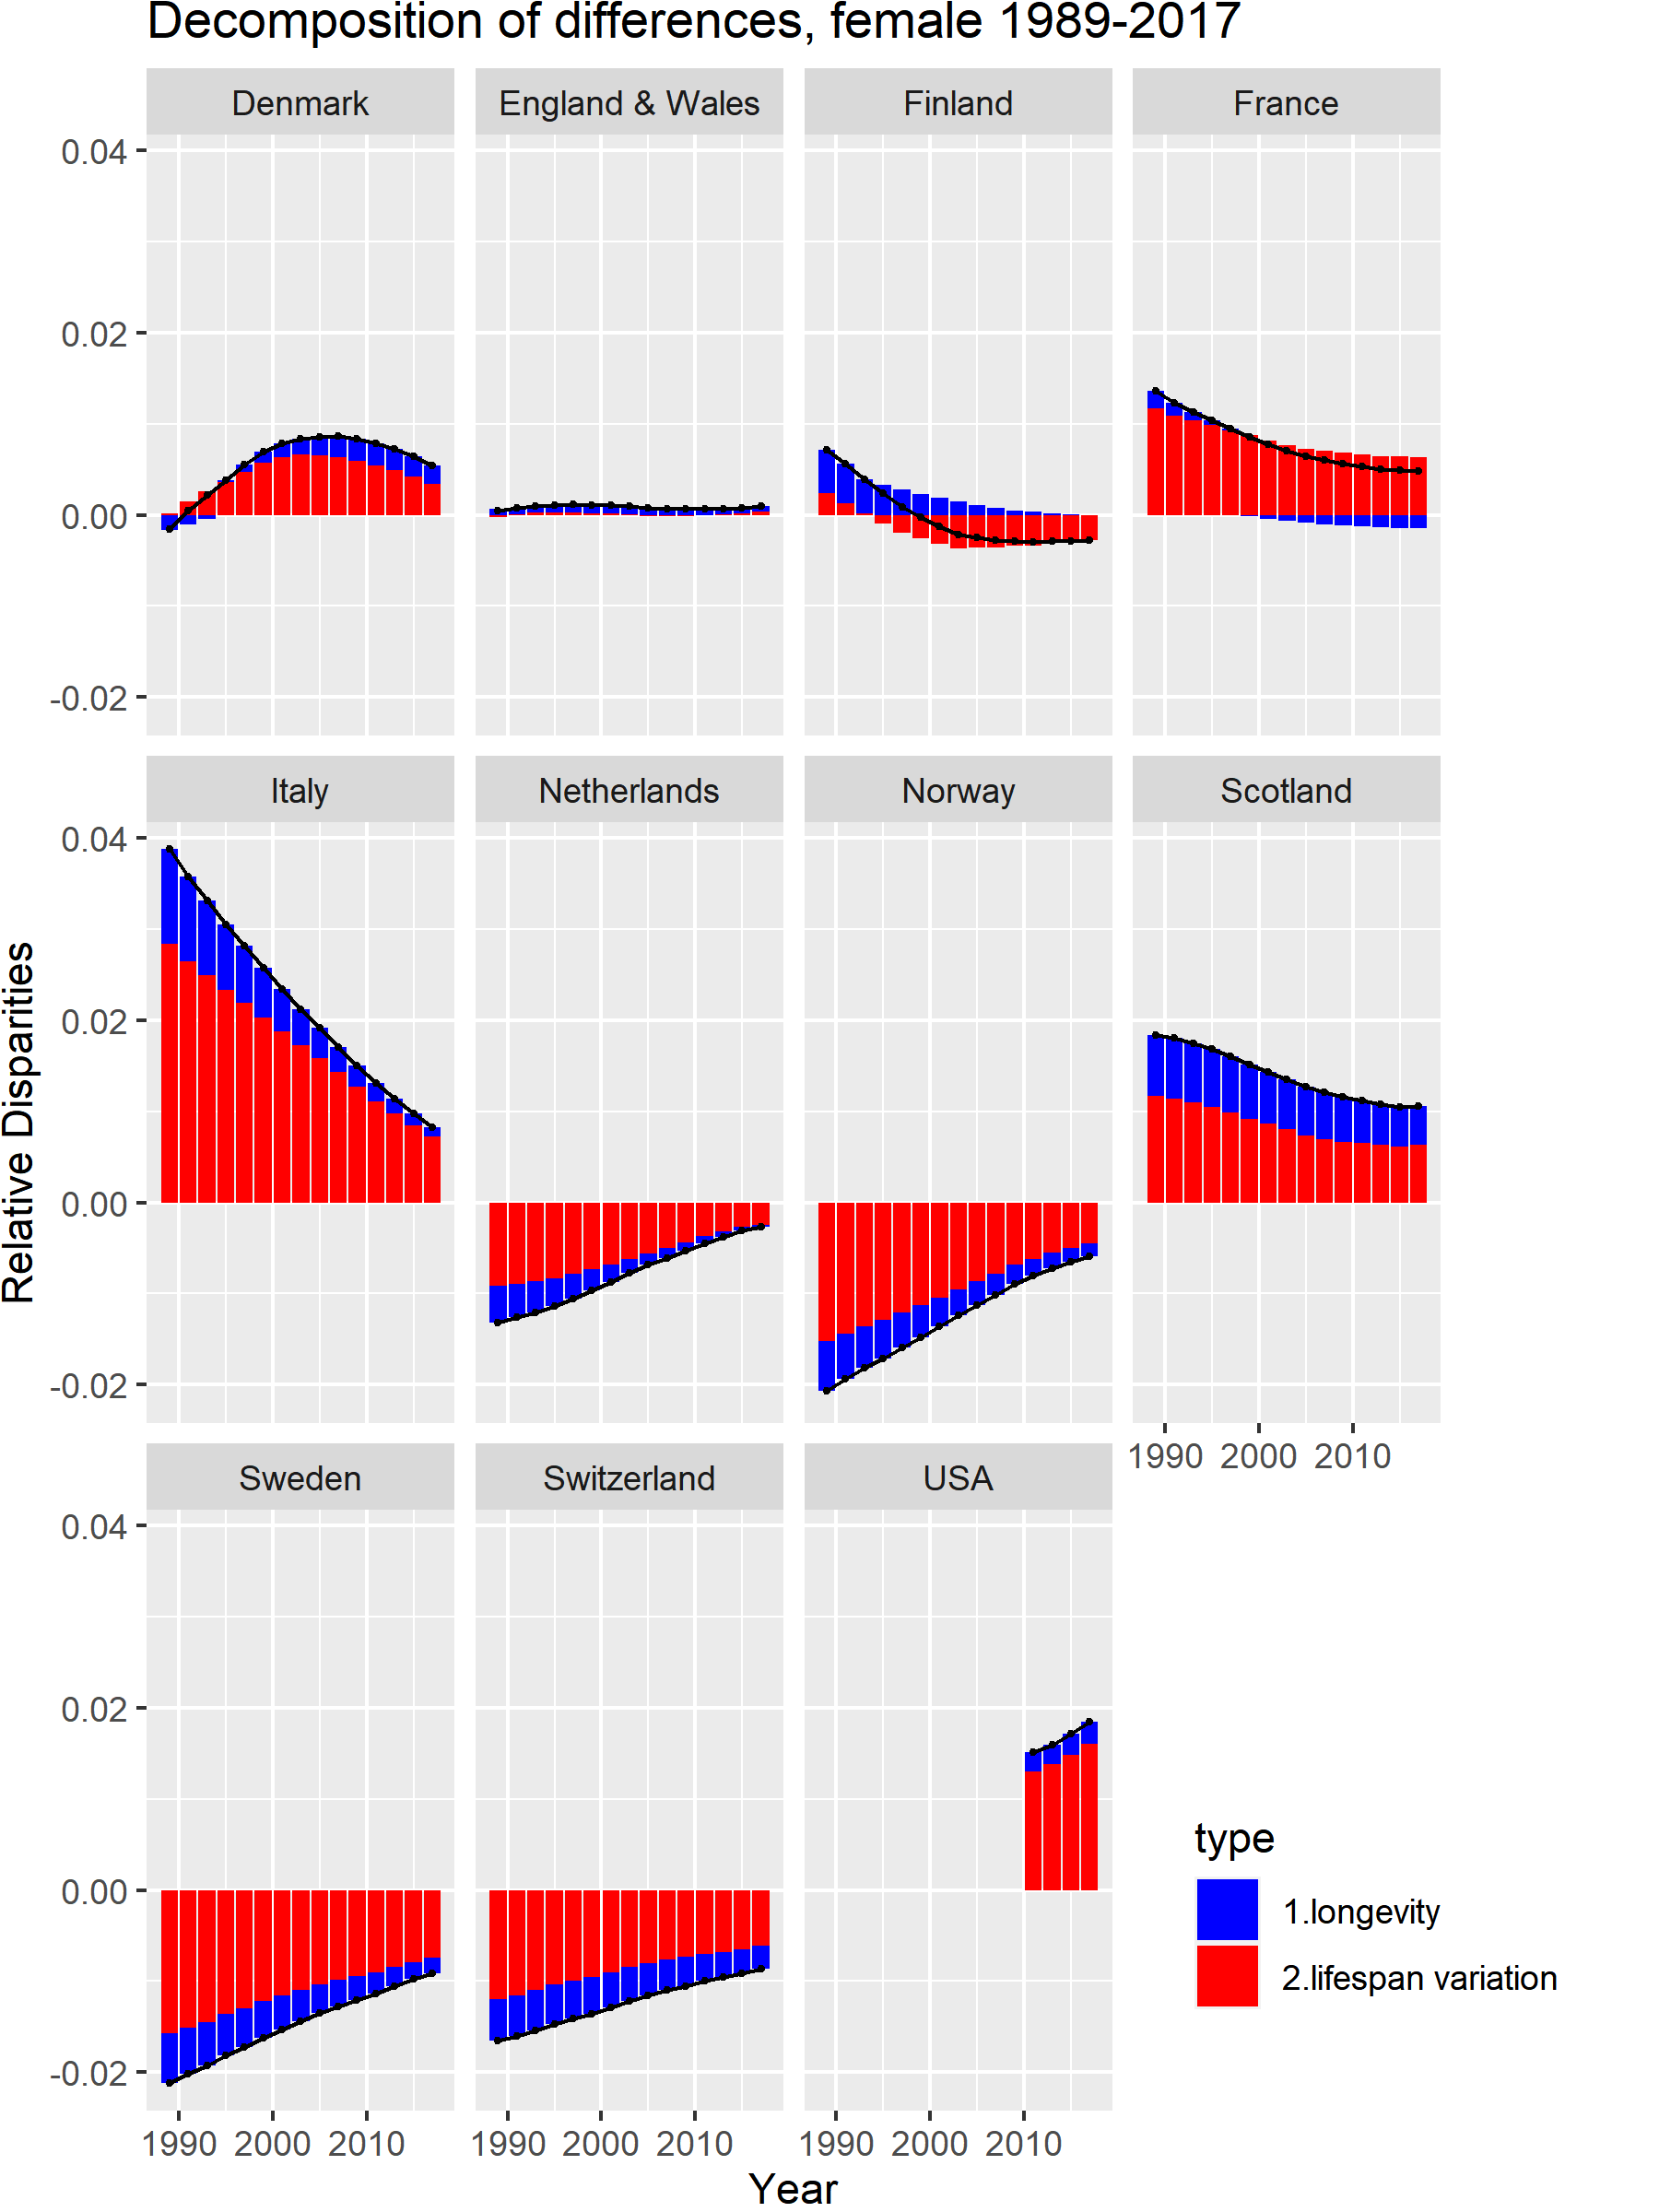 Decomposition of differences, female 1989-2017
Denmark
England & Wales
Finland
France
0.04
0.02
0.00
-0.02
Italy
Netherlands
Norway
Scotland
0.04
0.02
0.00
-0.02
1990 2000 2010
Sweden
Switzerland
USA
0.04
0.02
0.00
-0.02
1990 2000 2010
1990 2000 2010
1990 2000 2010
Relative Disparities
Year
type
1.longevity
2.lifespan variation